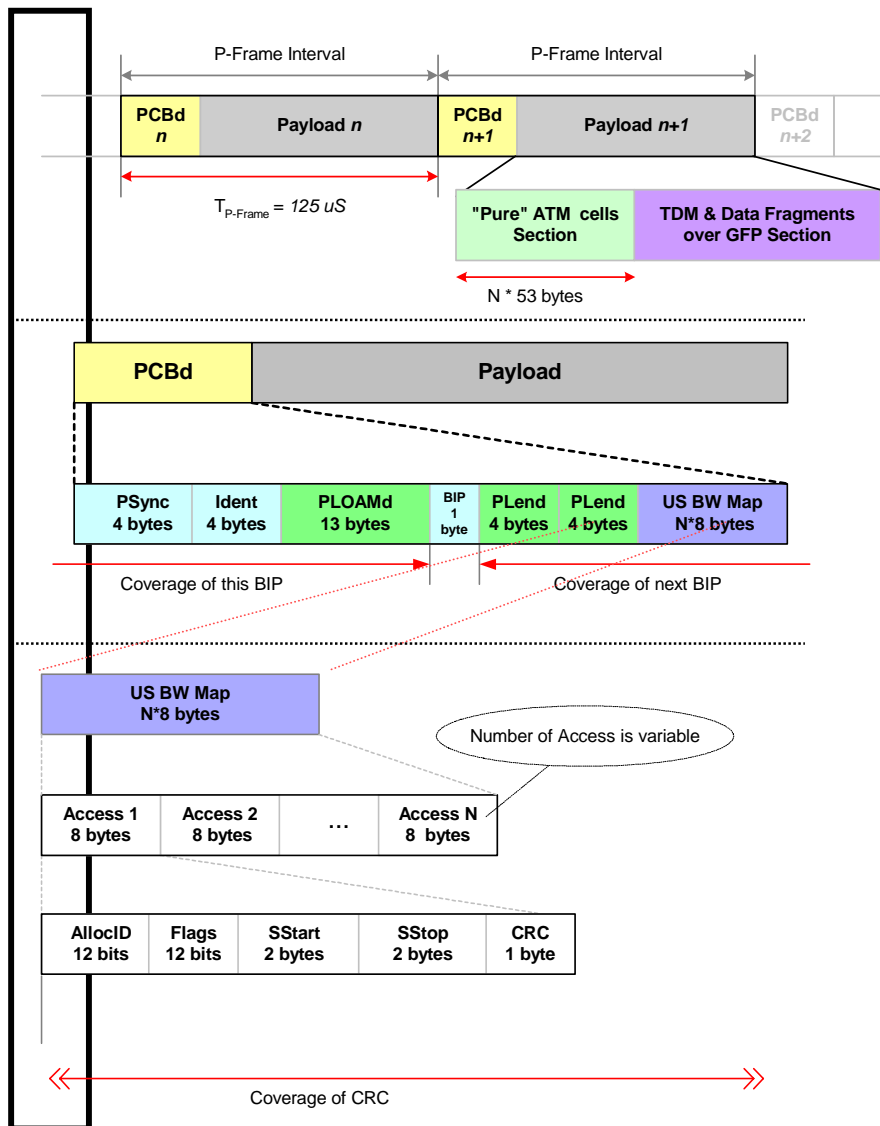 P-Frame Interval
P-Frame Interval
PCBd
n
Payload n
PCBd
n+1
Payload n+1
PCBd
n+2
T P-Frame = 125 uS
"Pure" ATM cells
Section
TDM & Data Fragments
over GFP Section
N * 53 bytes
PCBd
Payload
PSync
4 bytes
Ident
4 bytes
PLOAMd
13 bytes
BIP
1
byte
PLend
4 bytes
PLend
4 bytes
US BW Map
N*8 bytes
Coverage of this BIP
Coverage of next BIP
US BW Map
N*8 bytes
Number of Access is variable
Access 1
8 bytes
Access 2
8 bytes
...
Access N
8 bytes
AllocID
12 bits
Flags
12 bits
SStart
2 bytes
SStop
2 bytes
CRC
1 byte
Coverage of CRC